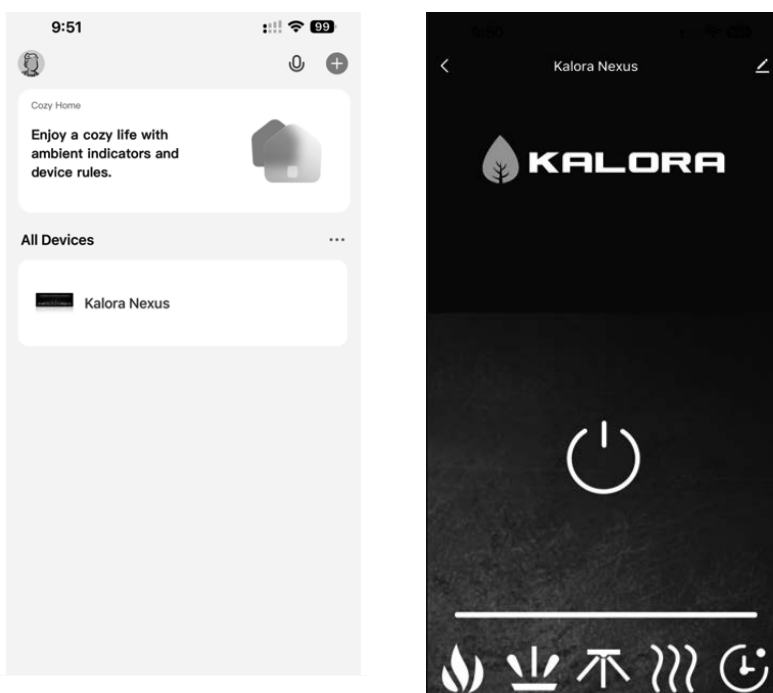 9:51
99
Cozy Home
Enjoy a cozy life with
ambient indicators and
device rules.
All Devices
Kalora Nexus
Kalora Nexus
KALORA